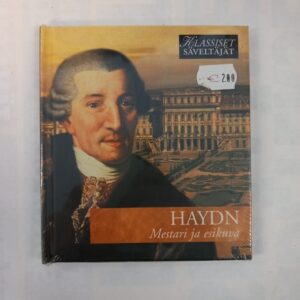 KLASSISET
SÄVELTÄJÄT
€ 2.00
HAYDN
Mestari ja esikuva